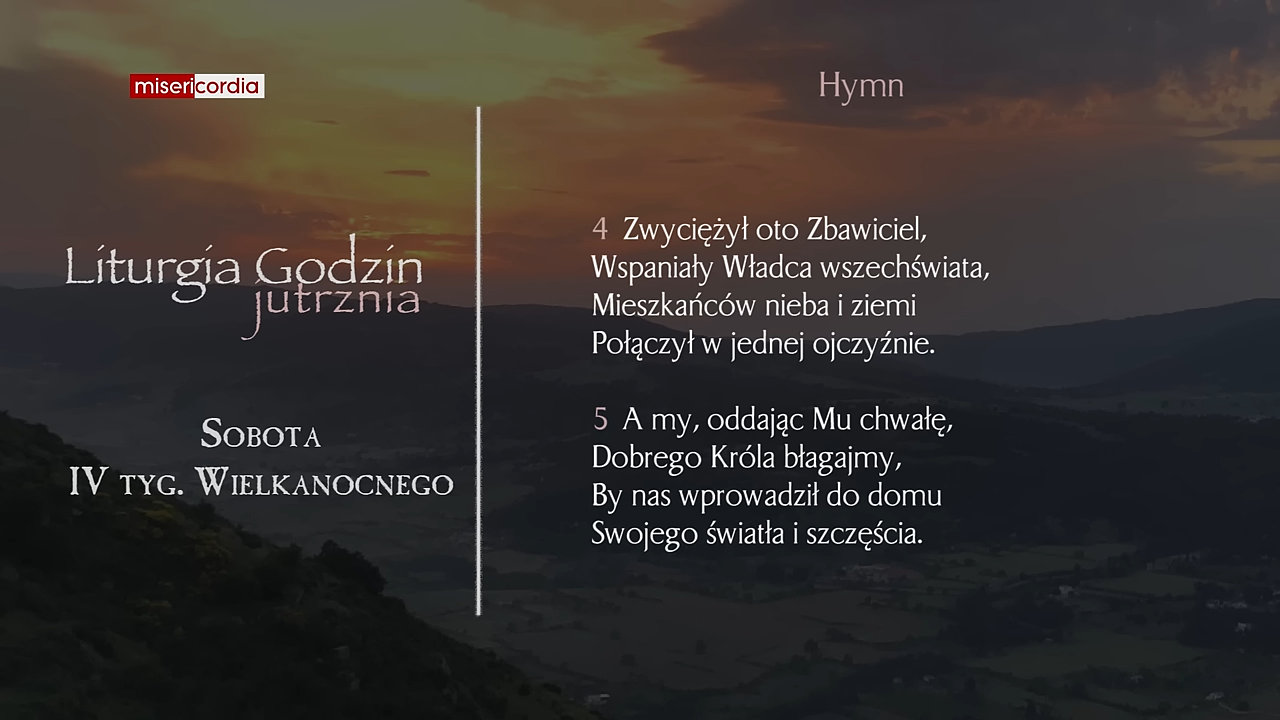 misericordia
Liturgia Godzin
jutrznia
Sobota
IV tyg. Wielkanocnego
Hymn
4 Zwyciężył oto Zbawiciel,
Wspaniały Władca wszechświata,
Mieszkańców nieba i ziemi
Połączył w jednej ojczyźnie.
5 A my, oddając Mu chwałę,
Dobrego Króla błagajmy,
By nas wprowadził do domu
Swojego światła i szczęścia.